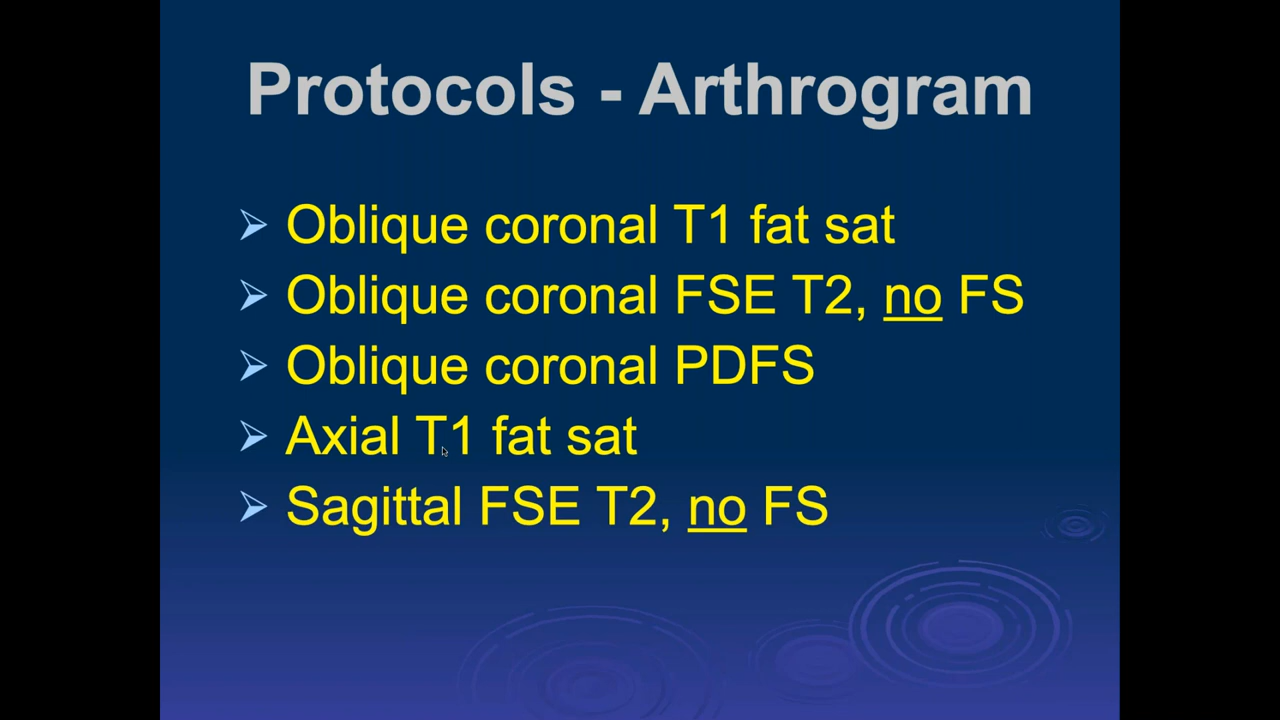 Protocols - Arthrogram
Oblique coronal T1 fat sat
Oblique coronal FSE T2, no FS
Oblique coronal PDFS
Axial T1 fat sat
Sagittal FSE T2, no FS